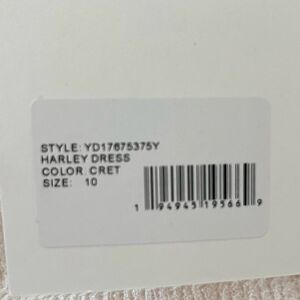 STYLE: YD17675375Y
HARLEY DRESS
COLOR: CRET
SIZE: 10
1 94945 19566 9